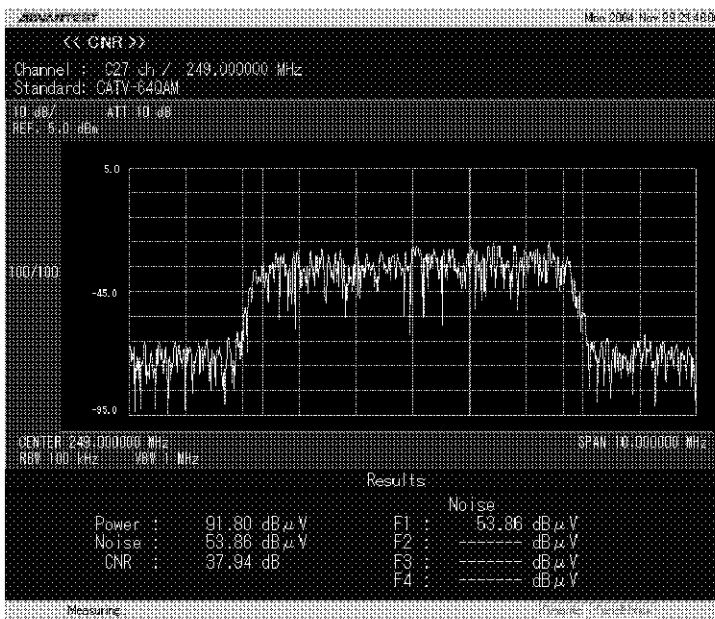 ADVANTEST
Mon 2004 Nov 29 21:48:0
<< CNR >>
Channel : C27 ch / 249.000000 MHz
Standard: CATV-64QAM
10 dB/ ATT 10 dB
REF. 5.0 dBm
5.0
100/100
-45.0
-95.0
CENTER 249.000000 MHz SPAN 10.000000 MHz
RBW 100 kHz VBW 1 MHz
Results
Noise
Power : 91.80 dBμV F1 : 53.86 dBμV
Noise : 53.86 dBμV F2 : ------- dBμV
CNR : 37.94 dB F3 : ------- dBμV
F4 : ------- dBμV
Measuring